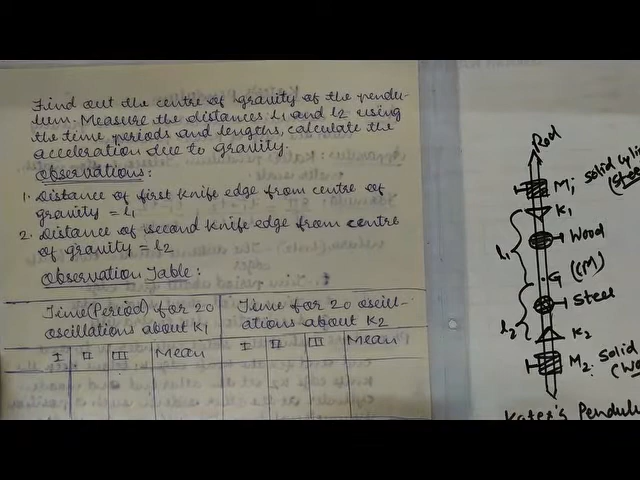 Find out the centre of gravity of the pendu-
lum. Measure the distances l1 and l2 using
the time periods and lengths, calculate the
acceleration due to gravity.
Observations:
1. Distance of first knife edge from centre of
gravity = l1
2. Distance of second knife edge from centre
of gravity = l2
Observation Table:
Time(Period) for 20
oscillations about K1
Time for 20 oscill-
ations about K2
I II III Mean I II III Mean
Rod
M1: solid
(Steel
K1
l1
Wood
G (CM)
l2
Steel
K2
M2: solid
(Wo
Kater's Pendulu